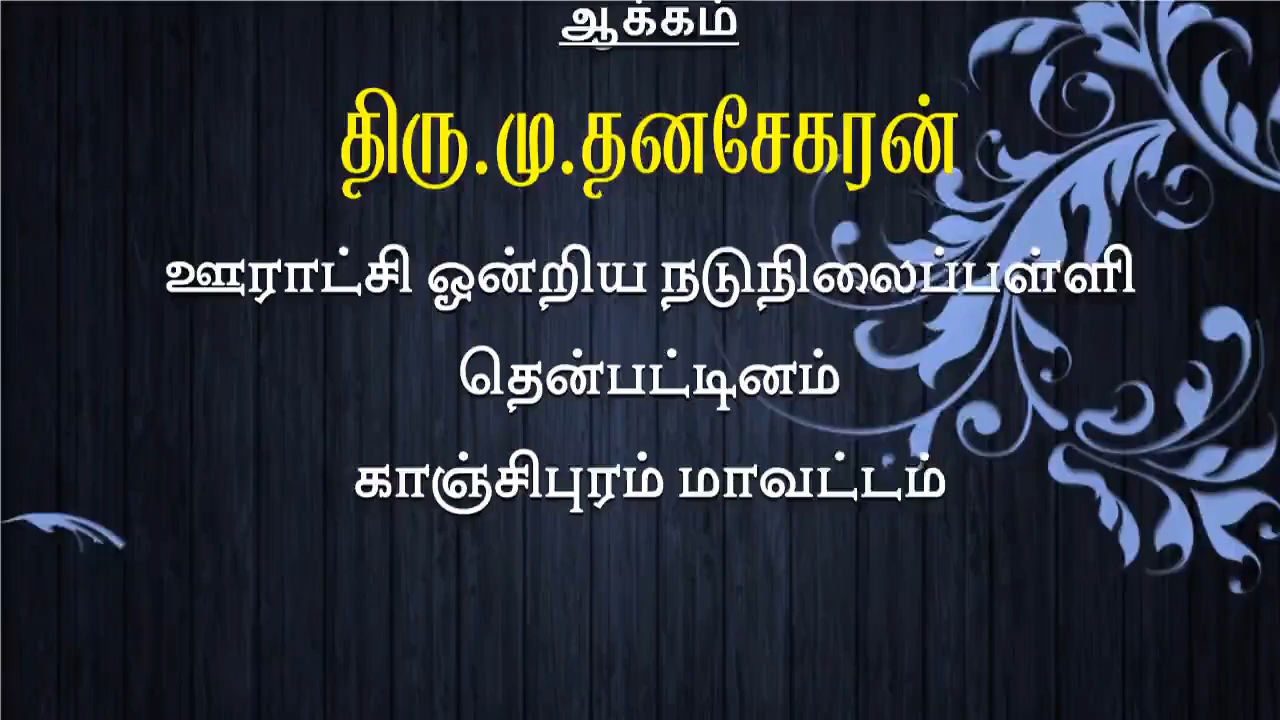 ஆக்கம்
திரு.மு.தனசேகரன்
ஊராட்சி ஒன்றிய நடுநிலைப்பள்ளி
தென்பட்டினம்
காஞ்சிபுரம் மாவட்டம்